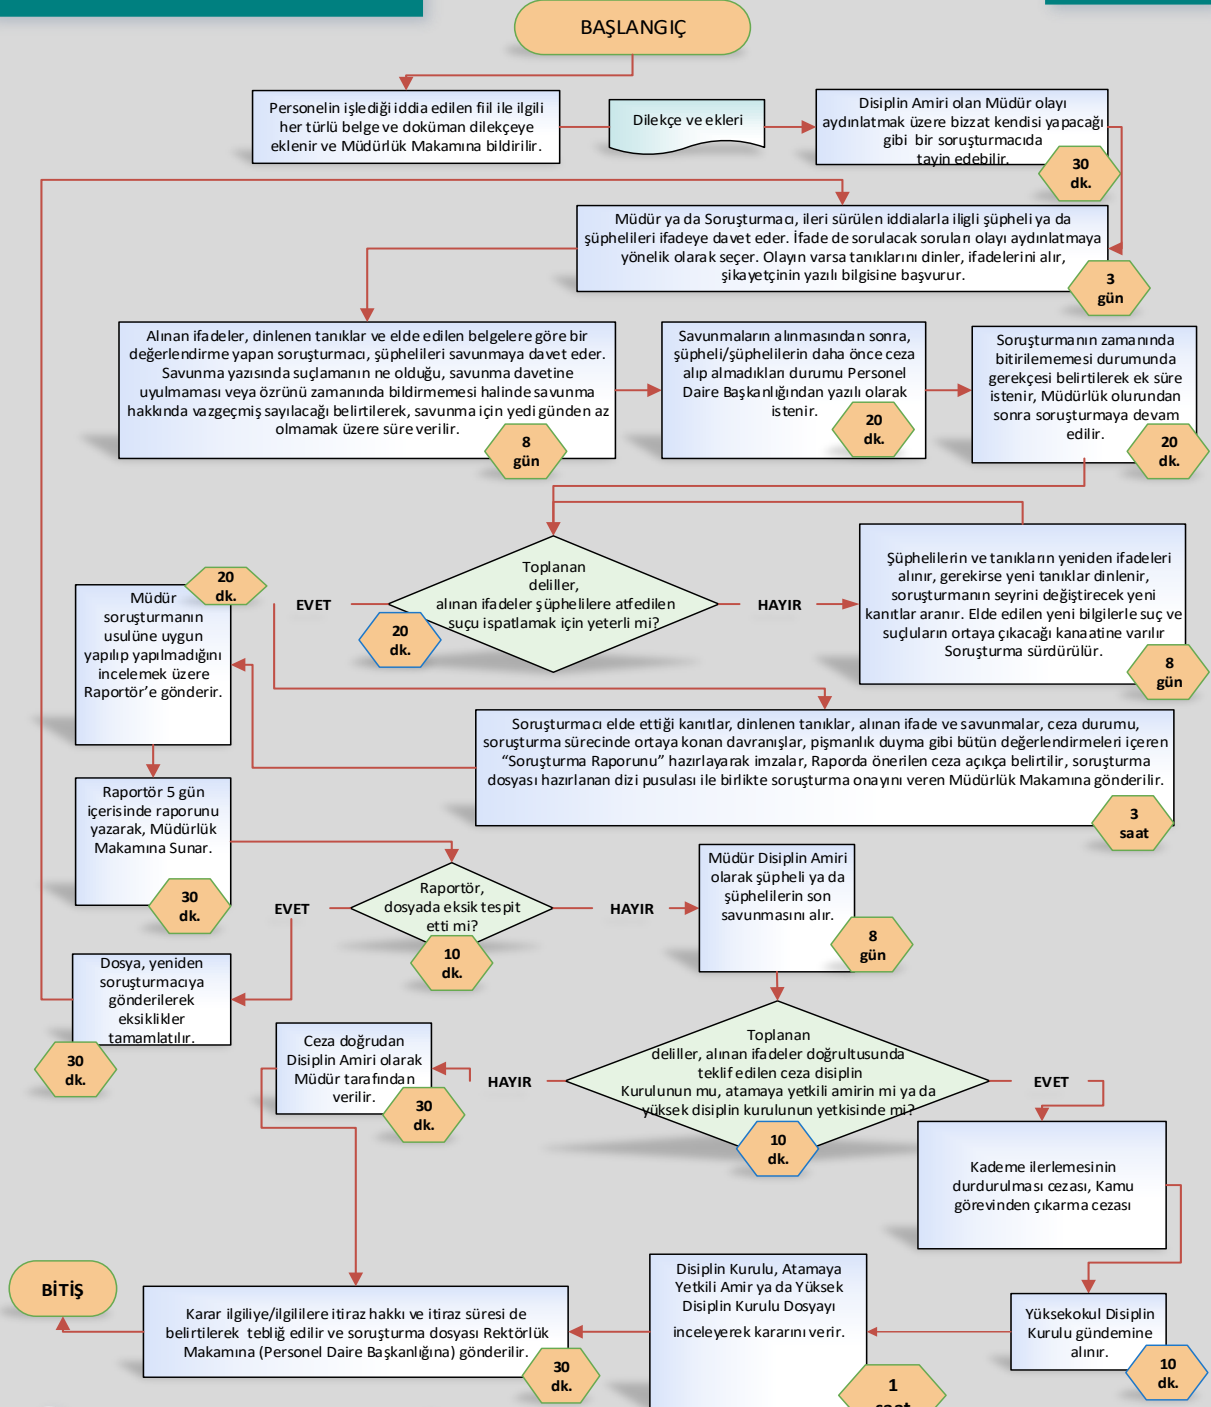 BAŞLANGIÇ
Personelin işlediği iddia edilen fiil ile ilgili
her türlü belge ve doküman dilekçeye
eklenir ve Müdürlük Makamına bildirilir.
Dilekçe ve ekleri
Disiplin Amiri olan Müdür olayı
aydınlatmak üzere bizzat kendisi yapacağı
gibi bir soruşturmacıda
tayin edebilir.
30
dk.
Müdür ya da Soruşturmacı, ileri sürülen iddialarla iligli şüpheli ya da
şüphelileri ifadeye davet eder. İfade de sorulacak soruları olayı aydınlatmaya
yönelik olarak seçer. Olayın varsa tanıklarını dinler, ifadelerini alır,
şikayetçinin yazılı bilgisine başvurur.
3
gün
Alınan ifadeler, dinlenen tanıklar ve elde edilen belgelere göre bir
değerlendirme yapan soruşturmacı, şüphelileri savunmaya davet eder.
Savunma yazısında suçlamanın ne olduğu, savunma davetine
uyulmaması veya özrünü zamanında bildirmemesi halinde savunma
hakkında vazgeçmiş sayılacağı belirtilerek, savunma için yedi günden az
olmamak üzere süre verilir.
8
gün
Savunmaların alınmasından sonra,
şüpheli/şüphelilerin daha önce ceza
alıp almadıkları durumu Personel
Daire Başkanlığından yazılı olarak
istenir.
20
dk.
Soruşturmanın zamanında
bitirilememesi durumunda
gerekçesi belirtilerek ek süre
istenir, Müdürlük olurundan
sonra soruşturmaya devam
edilir.
20
dk.
Toplanan
deliller,
alınan ifadeler şüphelilere atfedilen
suçu ispatlamak için yeterli mi?
20
dk.
EVET
HAYIR
Şüphelilerin ve tanıkların yeniden ifadeleri
alınır, gerekirse yeni tanıklar dinlenir,
soruşturmanın seyrini değiştirecek yeni
kanıtlar aranır. Elde edilen yeni bilgilerle suç ve
suçluların ortaya çıkacağı kanaatine varılır
Soruşturma sürdürülür.
8
gün
20
dk.
Müdür
soruşturmanın
usulüne uygun
yapılıp yapılmadığını
incelemek üzere
Raportör’e gönderir.
Soruşturmacı elde ettiği kanıtlar, dinlenen tanıklar, alınan ifade ve savunmalar, ceza durumu,
soruşturma sürecinde ortaya konan davranışlar, pişmanlık duyma gibi bütün değerlendirmeleri içeren
“Soruşturma Raporunu” hazırlayarak imzalar, Raporda önerilen ceza açıkça belirtilir, soruşturma
dosyası hazırlanan dizi pusulası ile birlikte soruşturma onayını veren Müdürlük Makamına gönderilir.
3
saat
Raportör 5 gün
içerisinde raporunu
yazarak, Müdürlük
Makamına Sunar.
30
dk.
Raportör,
dosyada eksik tespit
etti mi?
10
dk.
EVET
HAYIR
Müdür Disiplin Amiri
olarak şüpheli ya da
şüphelilerin son
savunmasını alır.
8
gün
Dosya, yeniden
soruşturmacıya
gönderilerek
eksiklikler
tamamlatılır.
30
dk.
Ceza doğrudan
Disiplin Amiri olarak
Müdür tarafından
verilir.
30
dk.
HAYIR
Toplanan
deliller, alınan ifadeler doğrultusunda
teklif edilen ceza disiplin
Kurulunun mu, atamaya yetkili amirin mi ya da
yüksek disiplin kurulunun yetkisinde mi?
10
dk.
EVET
Kademe ilerlemesinin
durdurulması cezası, Kamu
görevinden çıkarma cezası
BİTİŞ
Karar ilgiliye/ilgililere itiraz hakkı ve itiraz süresi de
belirtilerek tebliğ edilir ve soruşturma dosyası Rektörlük
Makamına (Personel Daire Başkanlığına) gönderilir.
30
dk.
Disiplin Kurulu, Atamaya
Yetkili Amir ya da Yüksek
Disiplin Kurulu Dosyayı
inceleyerek kararını verir.
1
saat
Yüksekokul Disiplin
Kurulu gündemine
alınır.
10
dk.